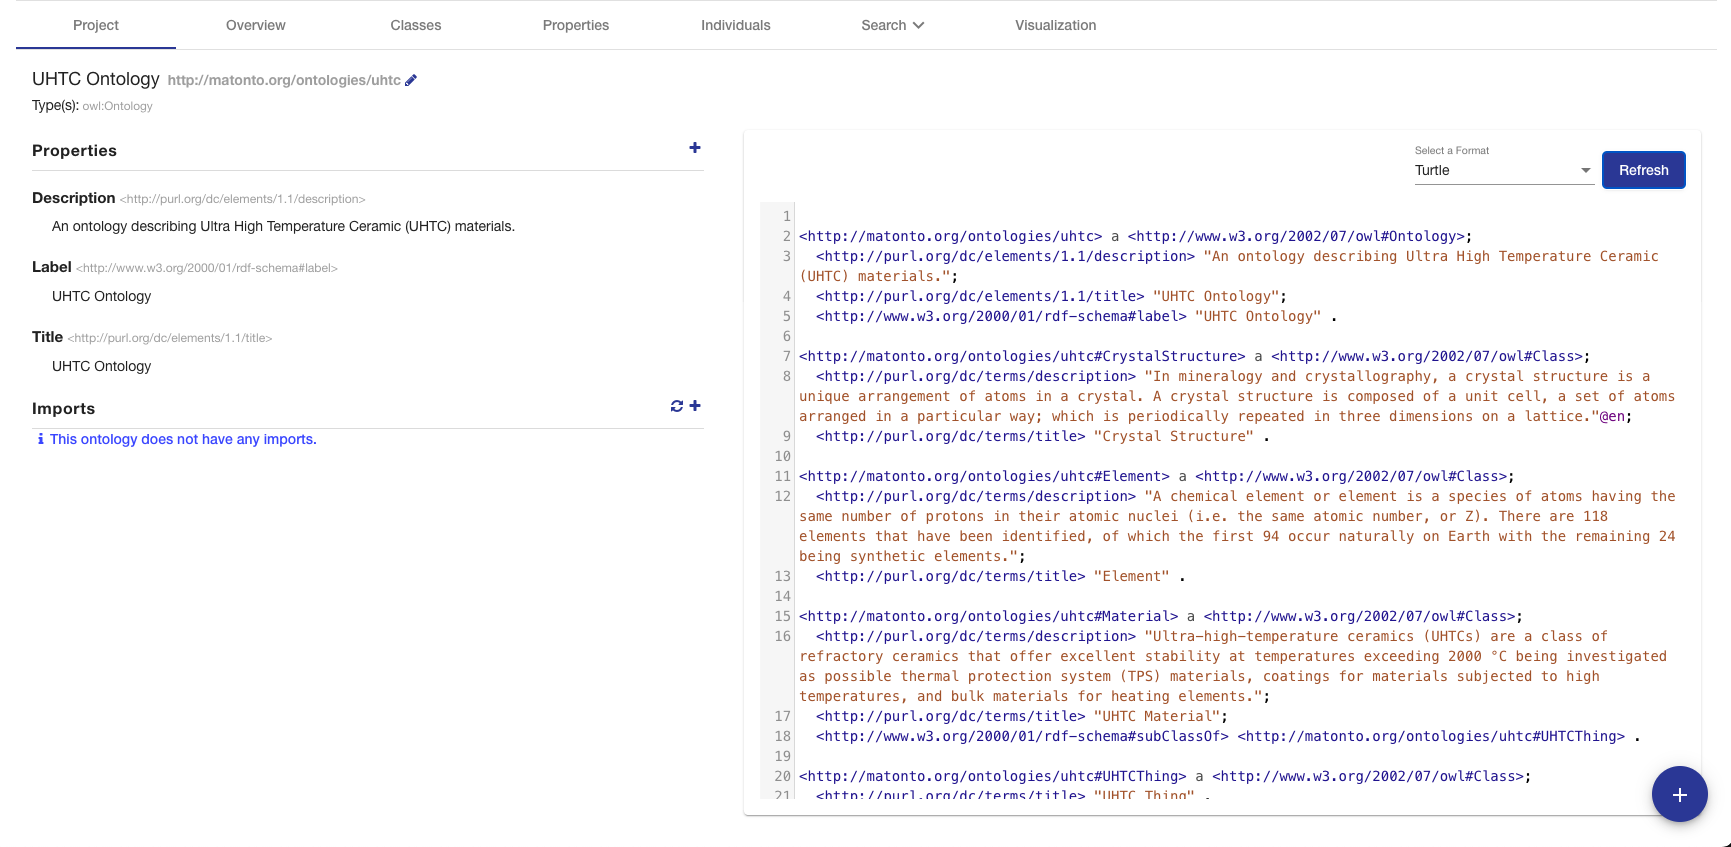 Project Overview Classes Properties Individuals Search Visualization
UHTC Ontology http://matonto.org/ontologies/uhtc
Type(s): owl:Ontology
Properties
Description <http://purl.org/dc/elements/1.1/description>
An ontology describing Ultra High Temperature Ceramic (UHTC) materials.
Label <http://www.w3.org/2000/01/rdf-schema#label>
UHTC Ontology
Title <http://purl.org/dc/elements/1.1/title>
UHTC Ontology
Imports
This ontology does not have any imports.
Select a Format
Turtle
Refresh
1
2 <http://matonto.org/ontologies/uhtc> a <http://www.w3.org/2002/07/owl#Ontology>;
3 <http://purl.org/dc/elements/1.1/description> "An ontology describing Ultra High Temperature Ceramic
(UHTC) materials.";
4 <http://purl.org/dc/elements/1.1/title> "UHTC Ontology";
5 <http://www.w3.org/2000/01/rdf-schema#label> "UHTC Ontology" .
6
7 <http://matonto.org/ontologies/uhtc#CrystalStructure> a <http://www.w3.org/2002/07/owl#Class>;
8 <http://purl.org/dc/terms/description> "In mineralogy and crystallography, a crystal structure is a
unique arrangement of atoms in a crystal. A crystal structure is composed of a unit cell, a set of atoms
arranged in a particular way; which is periodically repeated in three dimensions on a lattice."@en;
9 <http://purl.org/dc/terms/title> "Crystal Structure" .
10
11 <http://matonto.org/ontologies/uhtc#Element> a <http://www.w3.org/2002/07/owl#Class>;
12 <http://purl.org/dc/terms/description> "A chemical element or element is a species of atoms having the
same number of protons in their atomic nuclei (i.e. the same atomic number, or Z). There are 118
elements that have been identified, of which the first 94 occur naturally on Earth with the remaining 24
being synthetic elements.";
13 <http://purl.org/dc/terms/title> "Element" .
14
15 <http://matonto.org/ontologies/uhtc#Material> a <http://www.w3.org/2002/07/owl#Class>;
16 <http://purl.org/dc/terms/description> "Ultra-high-temperature ceramics (UHTCs) are a class of
refractory ceramics that offer excellent stability at temperatures exceeding 2000 °C being investigated
as possible thermal protection system (TPS) materials, coatings for materials subjected to high
temperatures, and bulk materials for heating elements.";
17 <http://purl.org/dc/terms/title> "UHTC Material";
18 <http://www.w3.org/2000/01/rdf-schema#subClassOf> <http://matonto.org/ontologies/uhtc#UHTCThing> .
19
20 <http://matonto.org/ontologies/uhtc#UHTCThing> a <http://www.w3.org/2002/07/owl#Class>;
21 <http://purl.org/dc/terms/title> "UHTC Thing" .